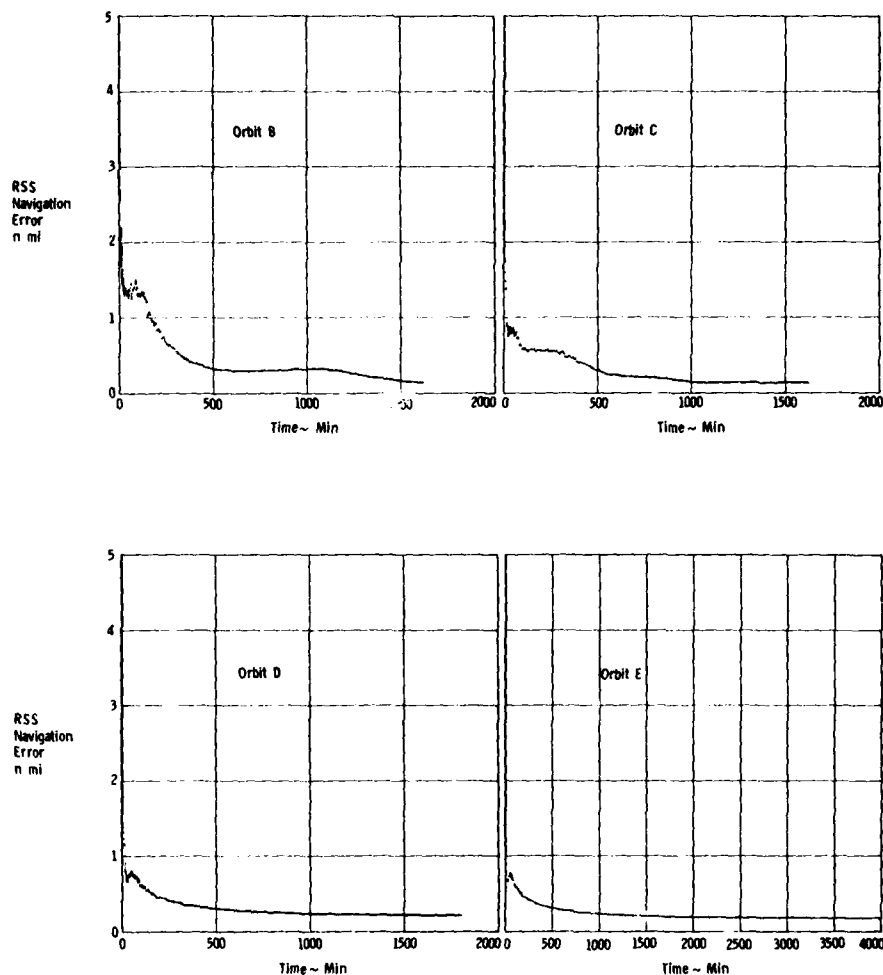 5
4
Orbit B
Orbit C
3
RSS
Navigation
Error
n mi
2
1
0
0 500 1000 2000
0 500 1000 1500 2000
Time ~ Min
Time ~ Min
5
4
Orbit D
Orbit E
3
RSS
Navigation
Error
n mi
2
1
0
0 500 1000 1500 2000
0 500 1000 1500 2000 2500 3000 3500 4000
Time ~ Min
Time ~ Min